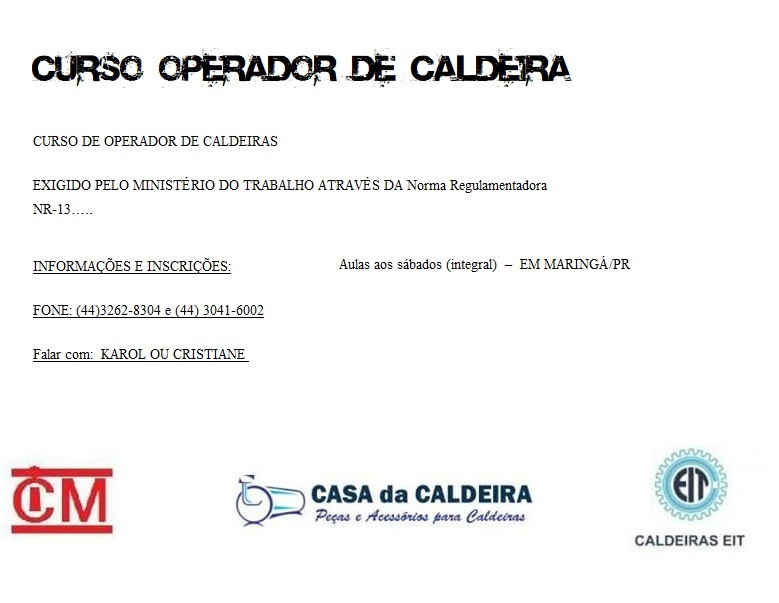 CURSO OPERADOR DE CALDEIRA
CURSO DE OPERADOR DE CALDEIRAS
EXIGIDO PELO MINISTÉRIO DO TRABALHO ATRAVÉS DA Norma Regulamentadora
NR-13.....
INFORMAÇÕES E INSCRIÇÕES:
Aulas aos sábados (integral) – EM MARINGÁ/PR
FONE: (44)3262-8304 e (44) 3041-6002
Falar com: KAROL OU CRISTIANE
CIM
CASA da CALDEIRA
Peças e Acessórios para Caldeiras
EIT
CALDEIRAS EIT